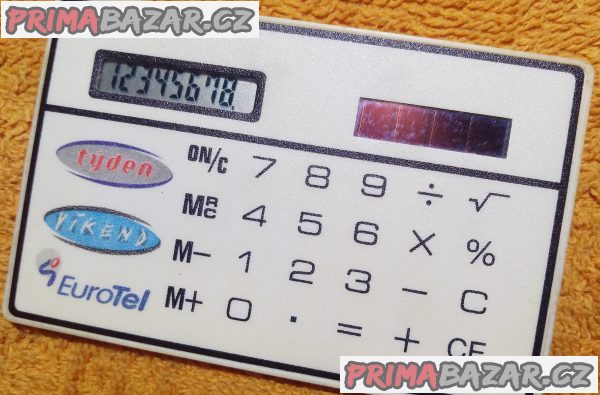 PRIMABAZAR.CZ
12345678.
tyden
VÍKEND
EuroTel
ON/C 7 8 9 ÷ √
MRC 4 5 6 × %
M– 1 2 3 – C
M+ 0 . = + CE
PRIMABAZAR.CZ